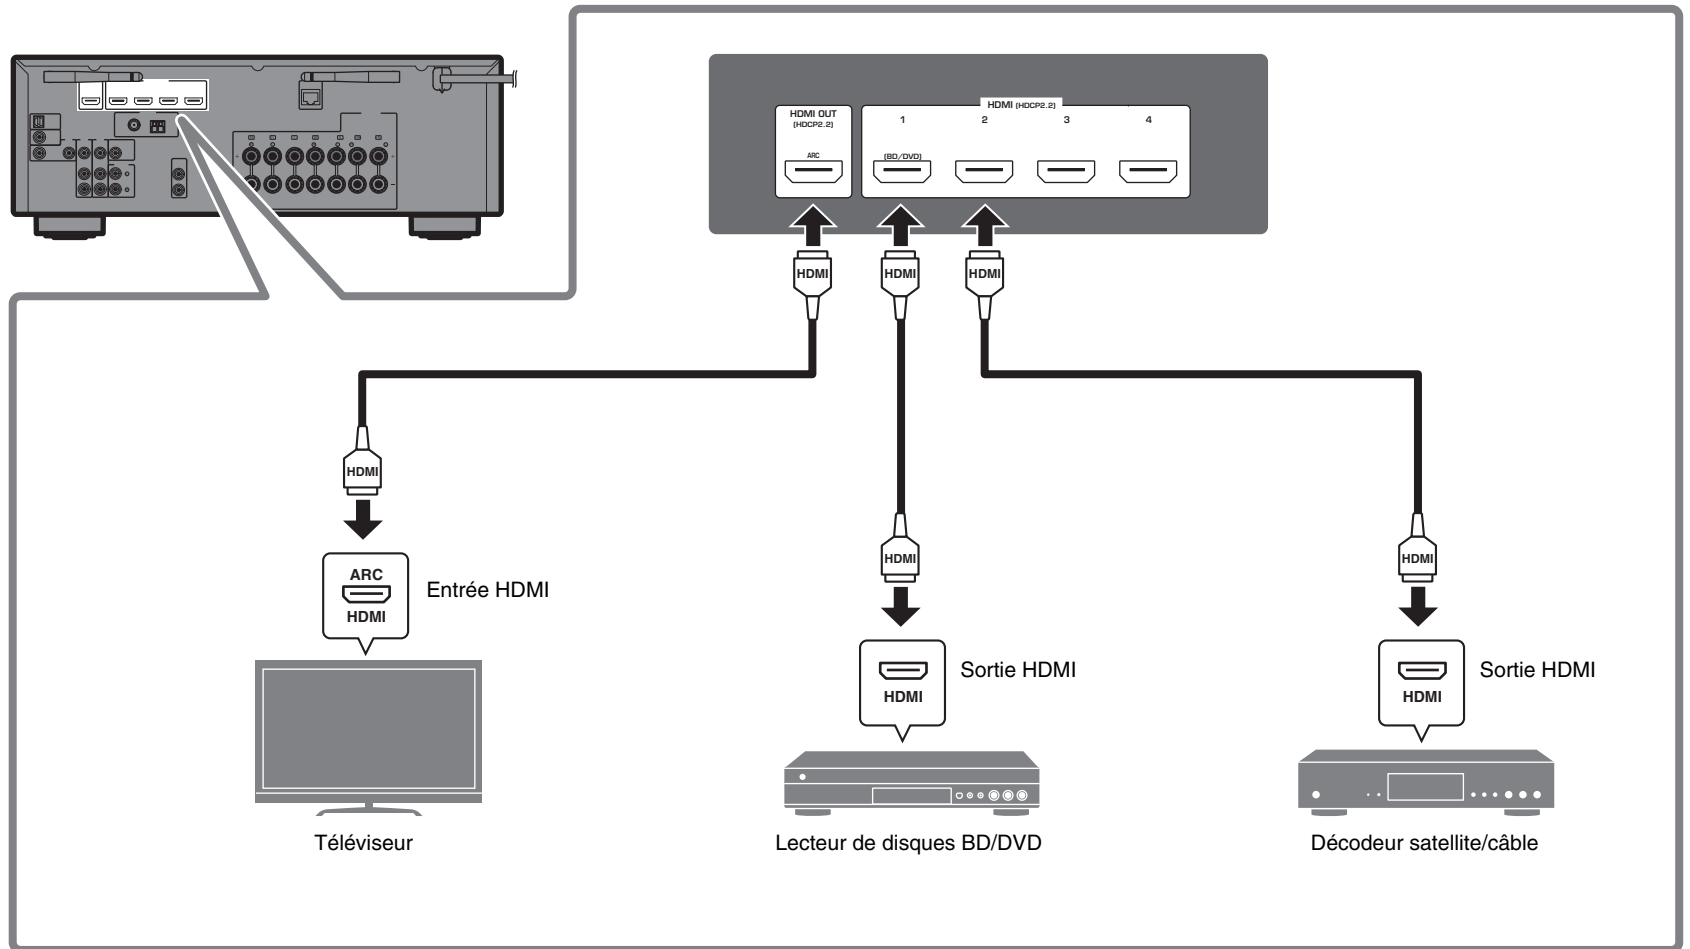 HDMI OUT
(HDCP2.2)
ARC
HDMI (HDCP2.2)
1 2 3 4
(BD/DVD)
HDMI HDMI HDMI
HDMI
HDMI HDMI
ARC
HDMI
Entrée HDMI
HDMI
Sortie HDMI
HDMI
Sortie HDMI
Téléviseur
Lecteur de disques BD/DVD
Décodeur satellite/câble